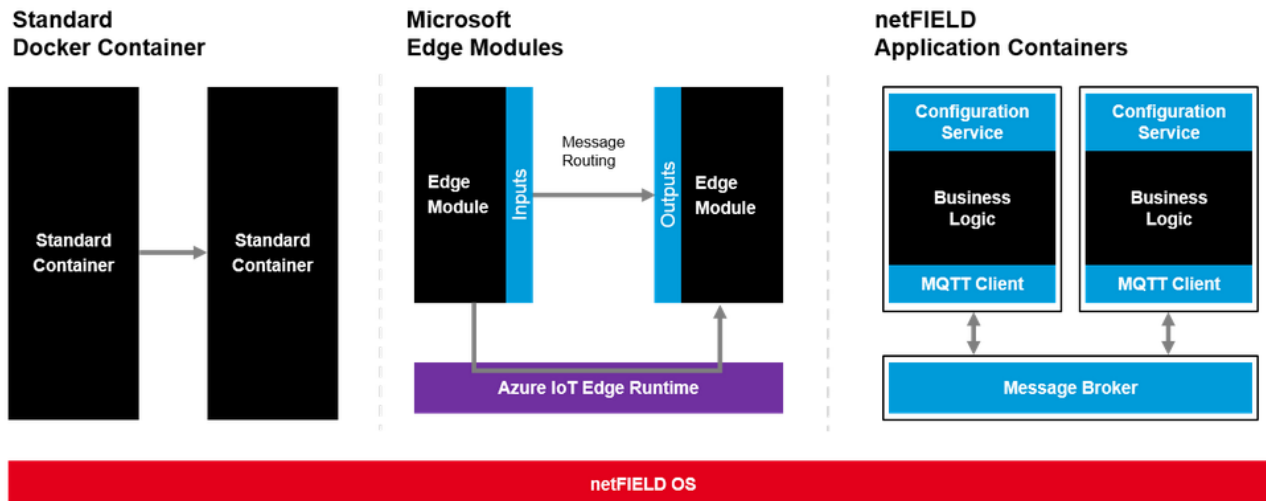 Standard
Docker Container
Microsoft
Edge Modules
netFIELD
Application Containers
Standard
Container
Standard
Container
Edge
Module
Inputs
Message
Routing
Outputs
Edge
Module
Azure IoT Edge Runtime
Configuration
Service
Business
Logic
MQTT Client
Configuration
Service
Business
Logic
MQTT Client
Message Broker
netFIELD OS